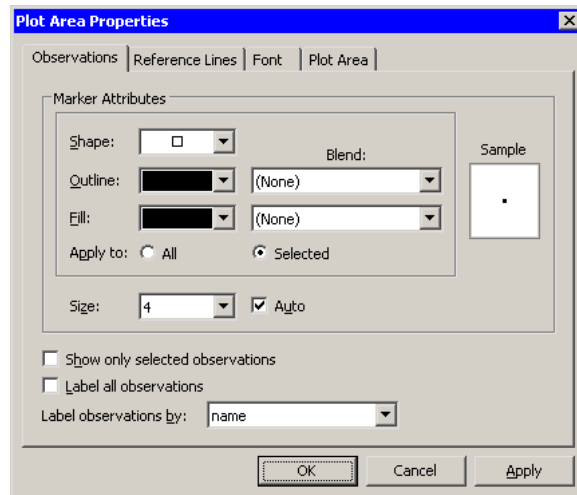 Plot Area Properties
Observations Reference Lines Font Plot Area
Marker Attributes
Shape:
Blend:
Sample
Outline: (None)
Fill: (None)
Apply to: All Selected
Size: 4 Auto
Show only selected observations
Label all observations
Label observations by: name
OK Cancel Apply